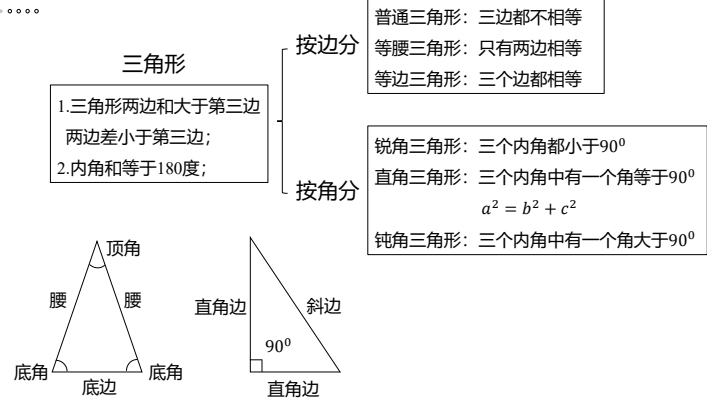 三角形
1.三角形两边和大于第三边
两边差小于第三边；
2.内角和等于180度；
按边分
普通三角形：三边都不相等
等腰三角形：只有两边相等
等边三角形：三个边都相等
按角分
锐角三角形：三个内角都小于90⁰
直角三角形：三个内角中有一个角等于90⁰
a² = b² + c²
钝角三角形：三个内角中有一个角大于90⁰
顶角
腰 腰
底角 底角
底边
直角边 斜边
90⁰
直角边